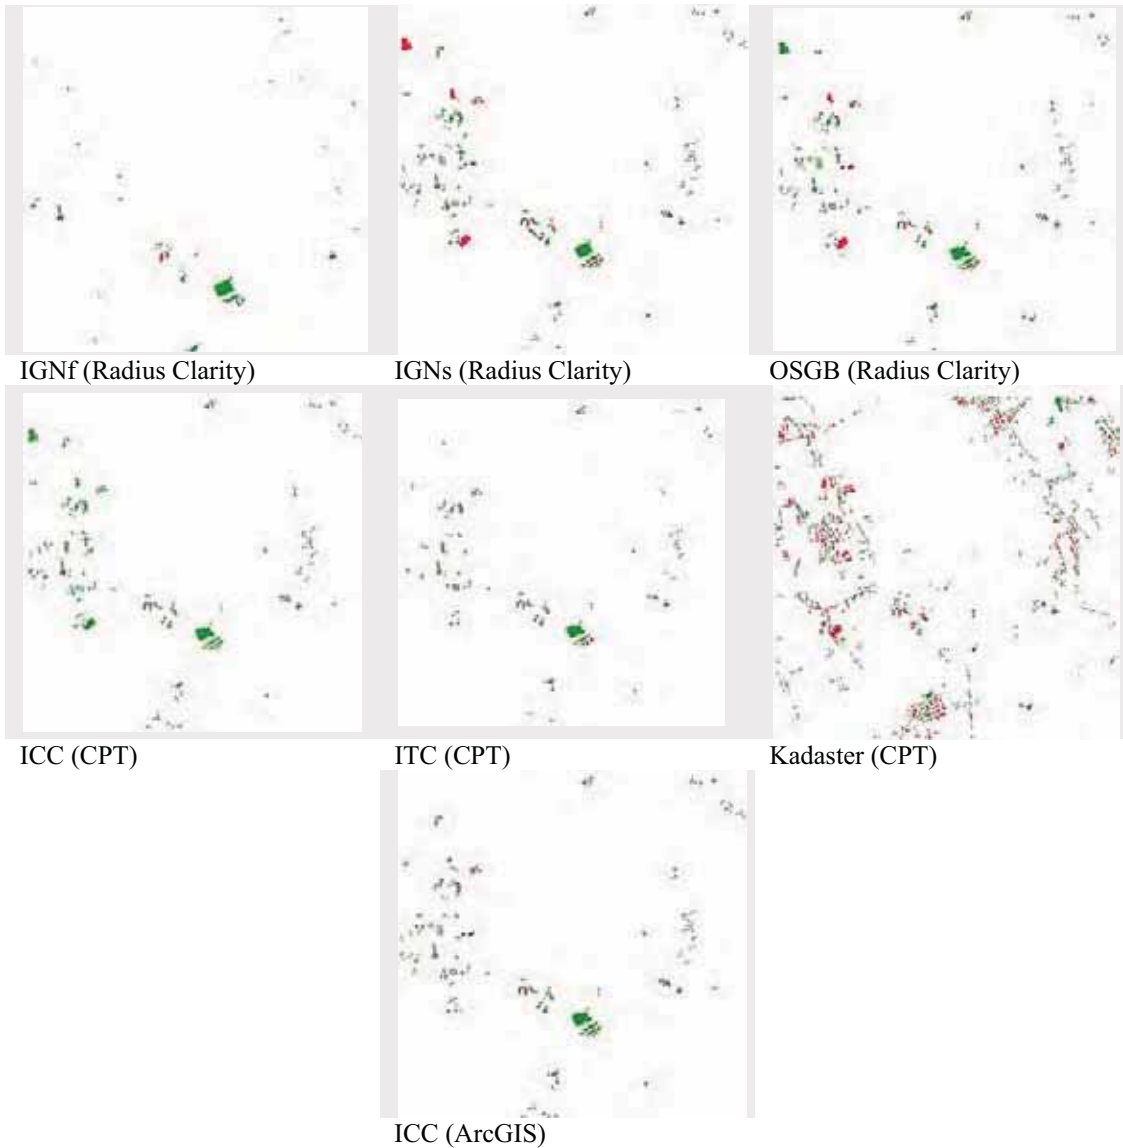 IGNf (Radius Clarity)
IGNs (Radius Clarity)
OSGB (Radius Clarity)
ICC (CPT)
ITC (CPT)
Kadaster (CPT)
ICC (ArcGIS)